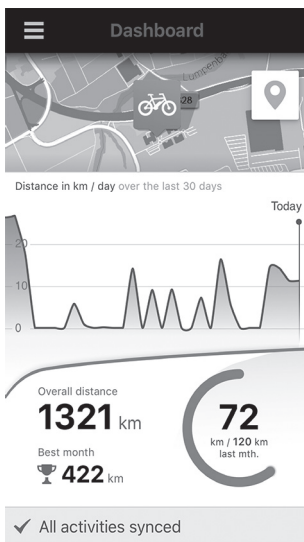 Dashboard
Lumpenb
28
Distance in km / day over the last 30 days
Today
20
10
0
Overall distance
1321 km
Best month
422 km
72
km / 120 km
last mth.
All activities synced